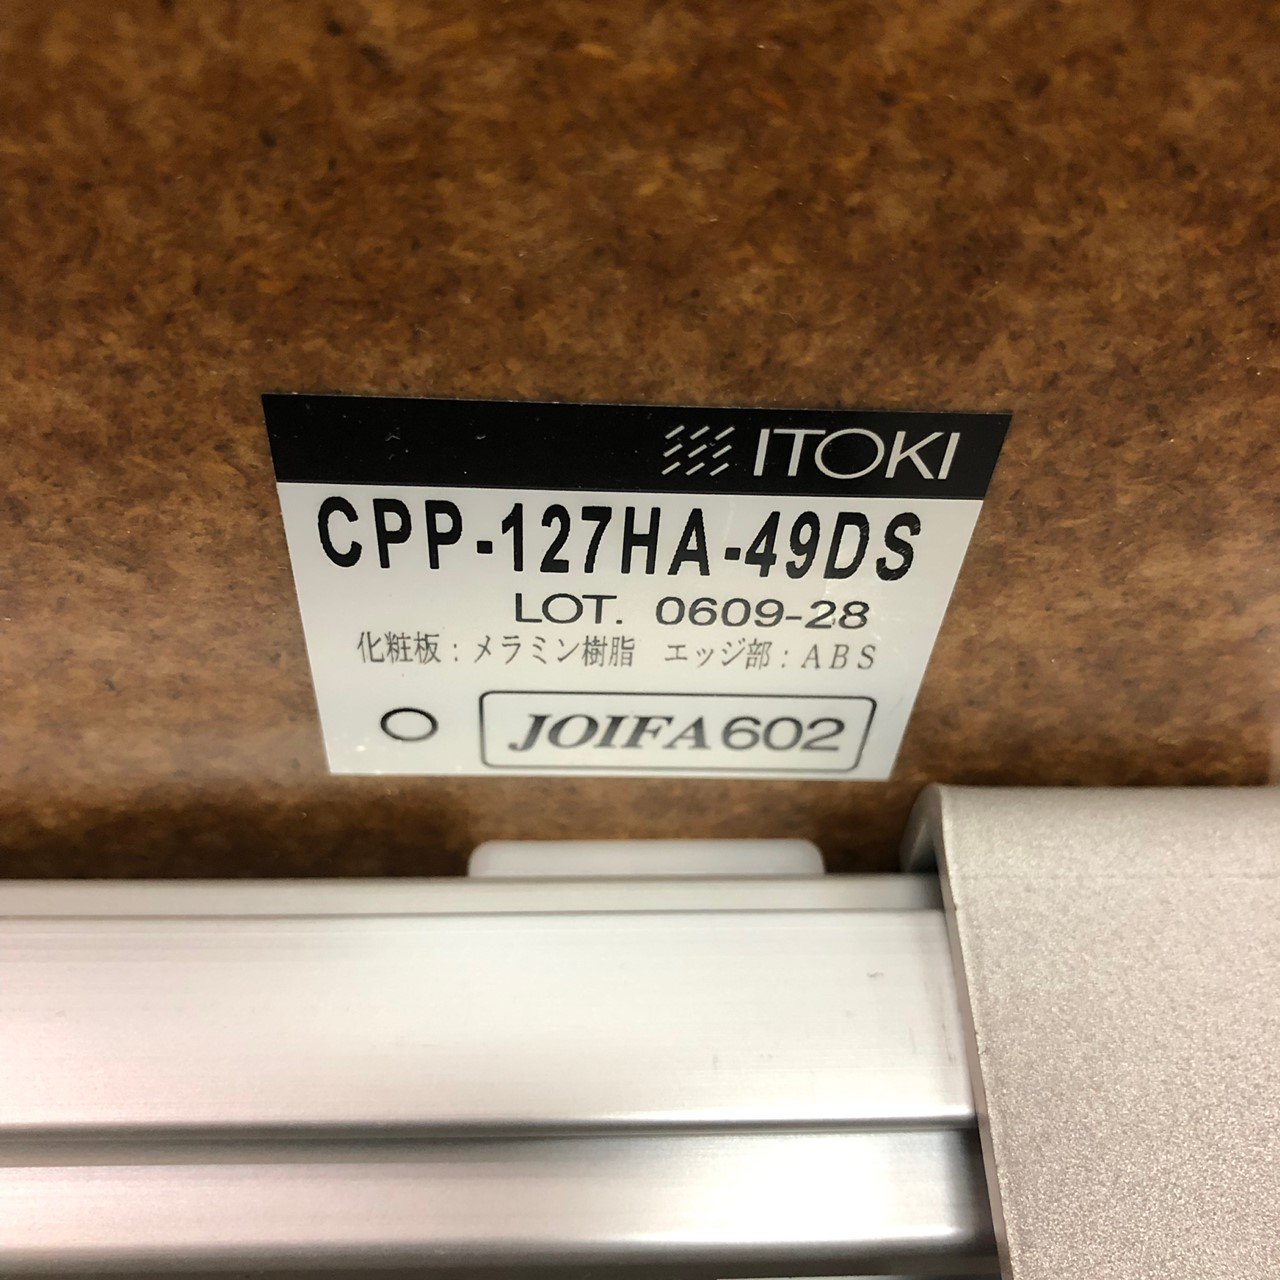 ITOKI
CPP-127HA-49DS
LOT. 0609-28
化粧板：メラミン樹脂 エッジ部：ABS
JOIFA602